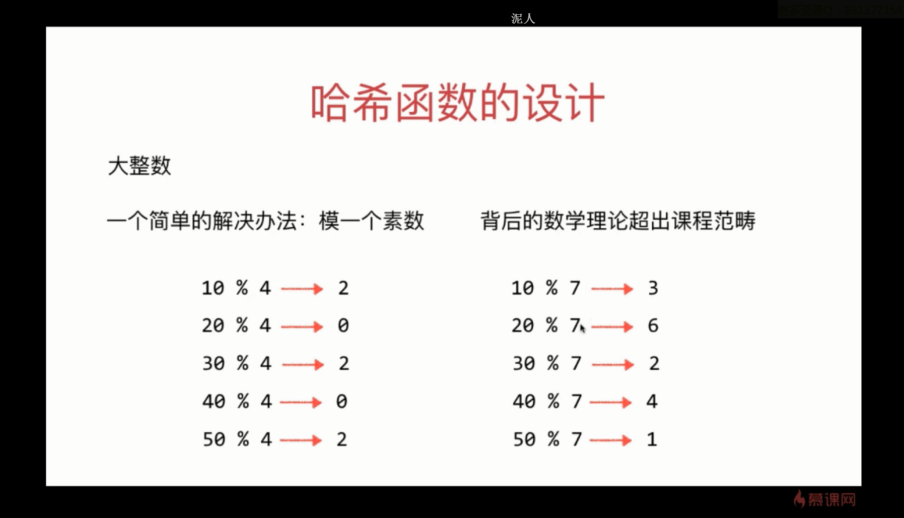 泥人
哈希函数的设计
大整数
一个简单的解决办法：模一个素数
背后的数学理论超出课程范畴
10 % 4 → 2
20 % 4 → 0
30 % 4 → 2
40 % 4 → 0
50 % 4 → 2
10 % 7 → 3
20 % 7 → 6
30 % 7 → 2
40 % 7 → 4
50 % 7 → 1
慕课网